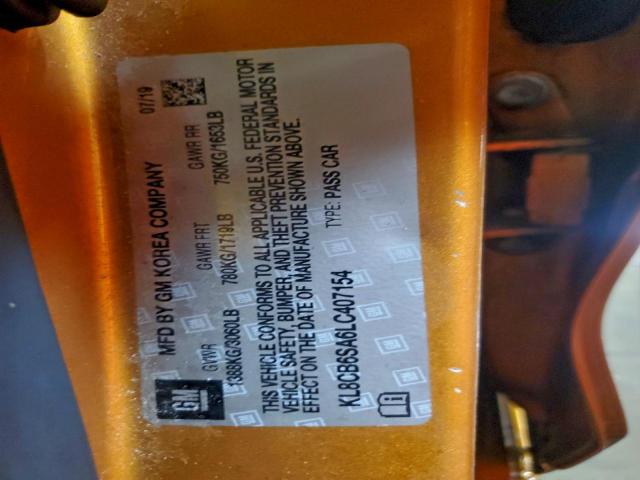 GM
MFD BY GM KOREA COMPANY 07/19
GVWR GAWR FRT GAWR RR
1388KG/3060LB 780KG/1719LB 750KG/1653LB
THIS VEHICLE CONFORMS TO ALL APPLICABLE U.S. FEDERAL MOTOR
VEHICLE SAFETY, BUMPER, AND THEFT PREVENTION STANDARDS IN
EFFECT ON THE DATE OF MANUFACTURE SHOWN ABOVE.
KL8CB6SA6LC407154 TYPE: PASS CAR